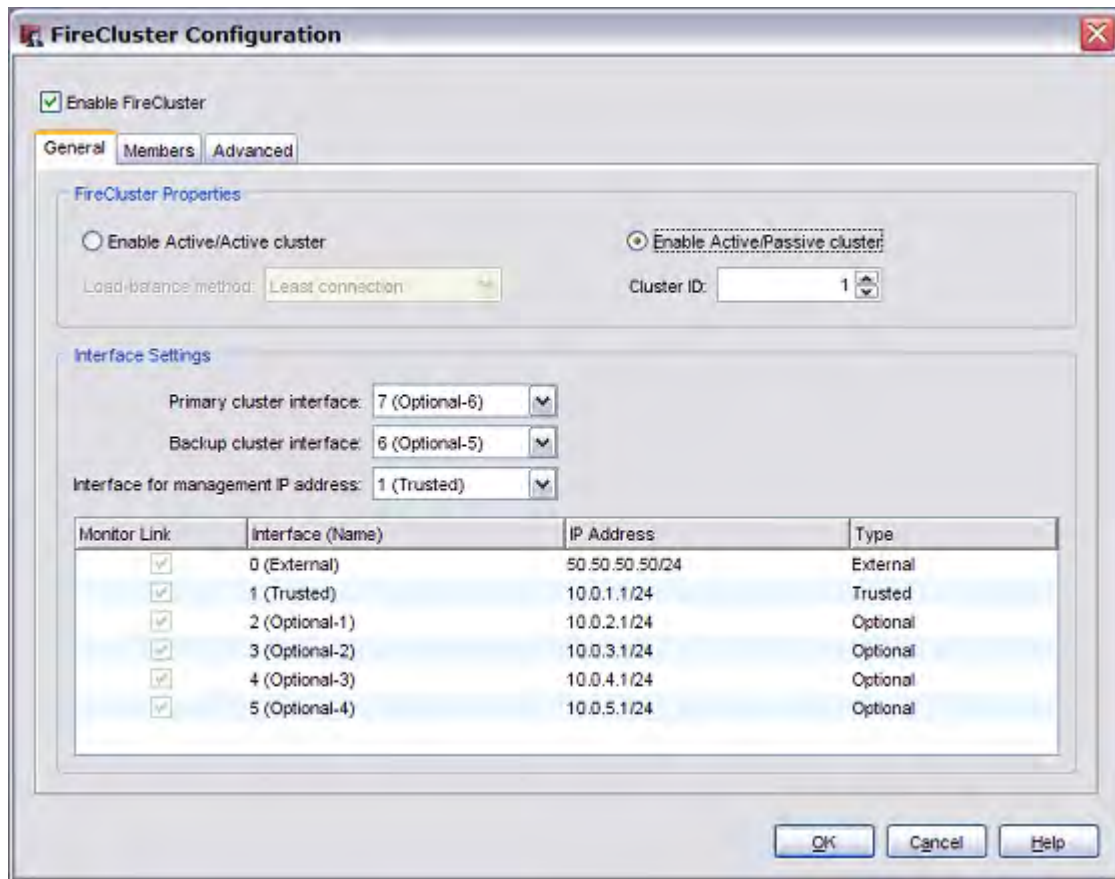 FireCluster Configuration
Enable FireCluster
General Members Advanced
FireCluster Properties
Enable Active/Active cluster Enable Active/Passive cluster
Load-balance method: Least connection Cluster ID: 1
Interface Settings
Primary cluster interface: 7 (Optional-6)
Backup cluster interface: 6 (Optional-5)
Interface for management IP address: 1 (Trusted)
Monitor Link Interface (Name) IP Address Type
0 (External) 50.50.50.50/24 External
1 (Trusted) 10.0.1.1/24 Trusted
2 (Optional-1) 10.0.2.1/24 Optional
3 (Optional-2) 10.0.3.1/24 Optional
4 (Optional-3) 10.0.4.1/24 Optional
5 (Optional-4) 10.0.5.1/24 Optional
OK Cancel Help